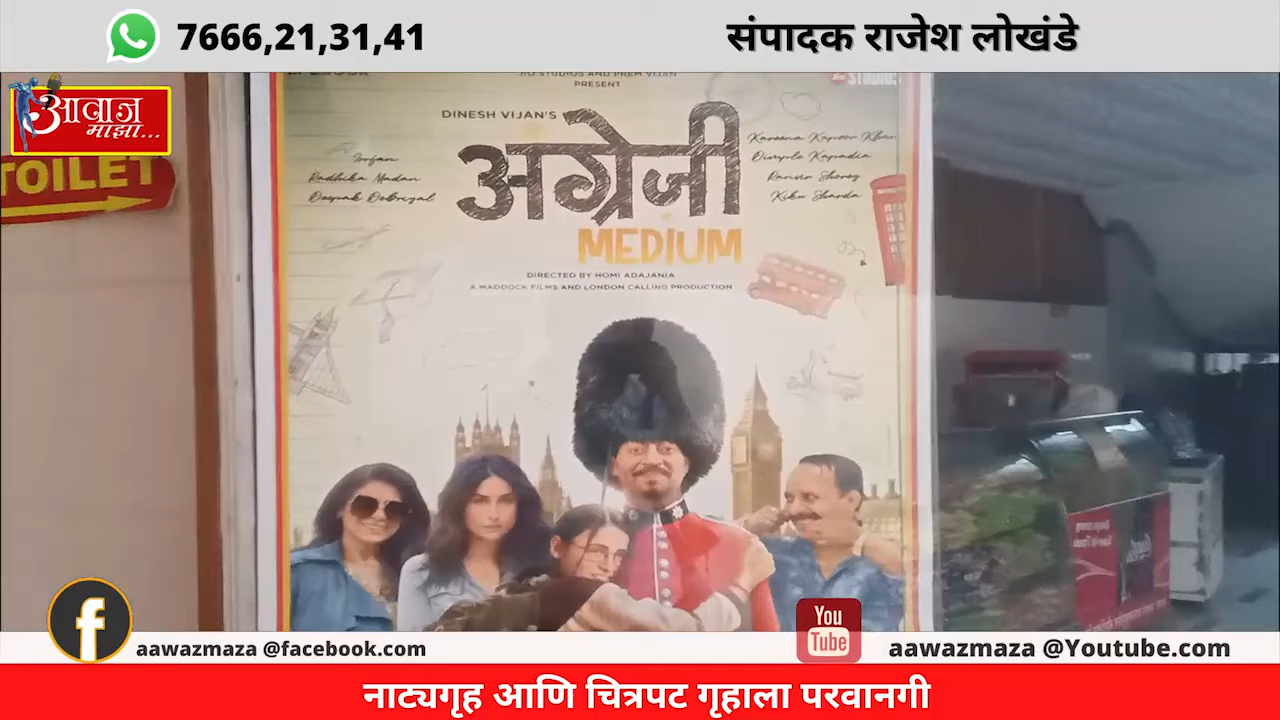 7666,21,31,41
संपादक राजेश लोखंडे
आवाज
माझा...
TOILET
JIO STUDIOS AND PREM VIJAN
PRESENT
DINESH VIJAN'S
अंग्रेजी
MEDIUM
Irrfan
Radhika Madan
Deepak Dobriyal
Kareena Kapoor Khan
Dimple Kapadia
Ranvir Shorey
Kiku Sharda
DIRECTED BY HOMI ADAJANIA
A MADDOCK FILMS AND LONDON CALLING PRODUCTION
f
aawazmaza @facebook.com
You
Tube
aawazmaza @Youtube.com
नाट्यगृह आणि चित्रपट गृहाला परवानगी